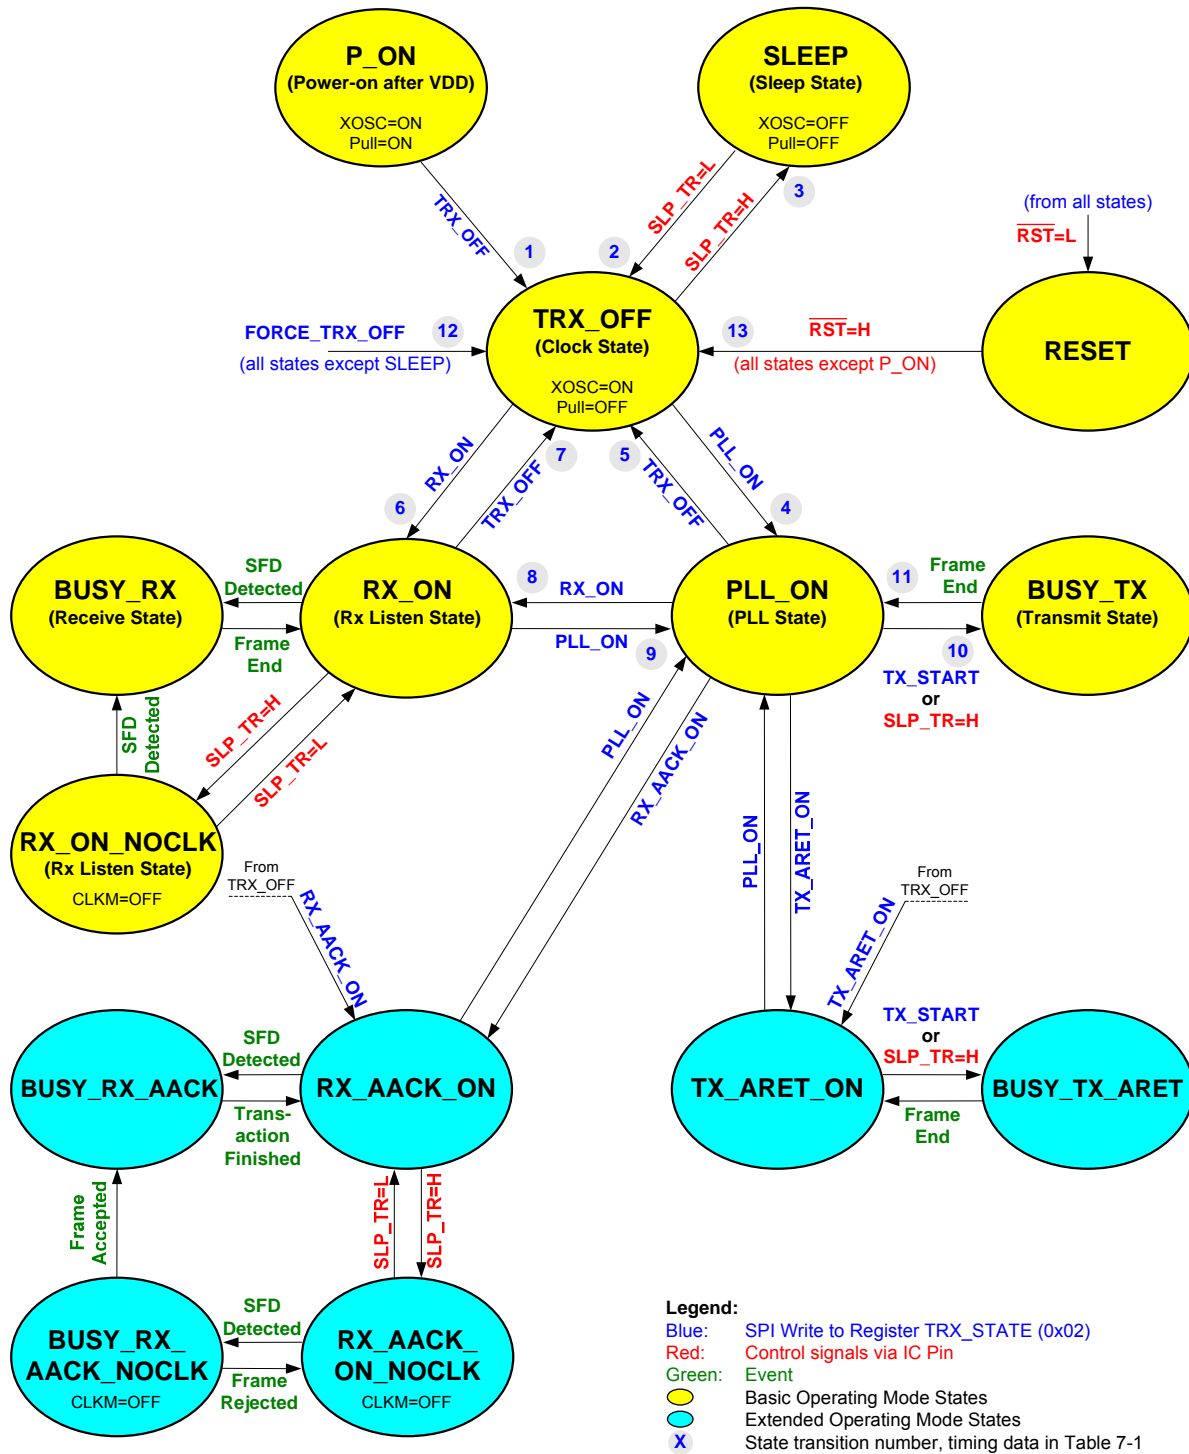 P_ON
(Power-on after VDD)
XOSC=ON
Pull=ON
SLEEP
(Sleep State)
XOSC=OFF
Pull=OFF
TRX_OFF
1
2
SLP_TR=L
SLP_TR=H
3
(from all states)
RST=L
FORCE_TRX_OFF
12
(all states except SLEEP)
TRX_OFF
(Clock State)
XOSC=ON
Pull=OFF
13
RST=H
(all states except P_ON)
RESET
RX_ON
6
7
TRX_OFF
5
TRX_OFF
PLL_ON
4
BUSY_RX
(Receive State)
SFD
Detected
Frame
End
RX_ON
(Rx Listen State)
8
RX_ON
PLL_ON
9
PLL_ON
(PLL State)
11
Frame
End
10
TX_START
or
SLP_TR=H
BUSY_TX
(Transmit State)
SFD
Detected
SLP_TR=H
SLP_TR=L
RX_ON_NOCLK
(Rx Listen State)
CLKM=OFF
PLL_ON
RX_AACK_ON
PLL_ON
TX_ARET_ON
From
TRX_OFF
RX_AACK_ON
From
TRX_OFF
TX_ARET_ON
BUSY_RX_AACK
SFD
Detected
Trans-
action
Finished
RX_AACK_ON
TX_ARET_ON
TX_START
or
SLP_TR=H
Frame
End
BUSY_TX_ARET
Frame
Accepted
SLP_TR=L
SLP_TR=H
BUSY_RX_
AACK_NOCLK
CLKM=OFF
SFD
Detected
Frame
Rejected
RX_AACK_
ON_NOCLK
CLKM=OFF
Legend:
Blue: SPI Write to Register TRX_STATE (0x02)
Red: Control signals via IC Pin
Green: Event
Basic Operating Mode States
Extended Operating Mode States
X State transition number, timing data in Table 7-1